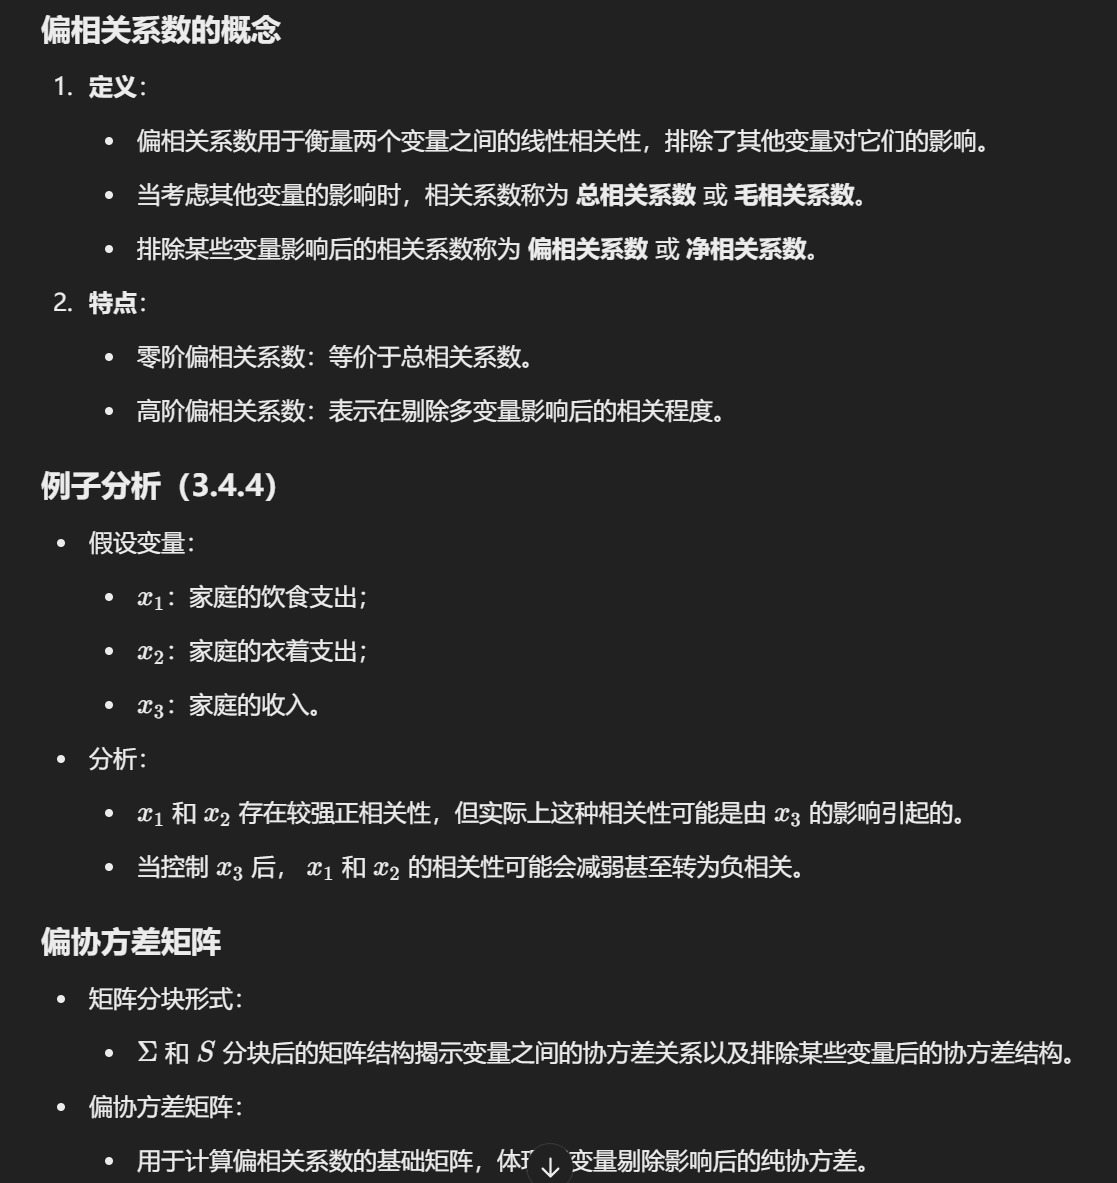 偏相关系数的概念
1. 定义：
• 偏相关系数用于衡量两个变量之间的线性相关性，排除了其他变量对它们的影响。
• 当考虑其他变量的影响时，相关系数称为 总相关系数 或 毛相关系数。
• 排除某些变量影响后的相关系数称为 偏相关系数 或 净相关系数。
2. 特点：
• 零阶偏相关系数：等价于总相关系数。
• 高阶偏相关系数：表示在剔除多变量影响后的相关程度。
例子分析（3.4.4）
• 假设变量：
• x₁：家庭的饮食支出；
• x₂：家庭的衣着支出；
• x₃：家庭的收入。
• 分析：
• x₁ 和 x₂ 存在较强正相关性，但实际上这种相关性可能是由 x₃ 的影响引起的。
• 当控制 x₃ 后， x₁ 和 x₂ 的相关性可能会减弱甚至转为负相关。
偏协方差矩阵
• 矩阵分块形式：
• Σ 和 S 分块后的矩阵结构揭示变量之间的协方差关系以及排除某些变量后的协方差结构。
• 偏协方差矩阵：
• 用于计算偏相关系数的基础矩阵，体 变量剔除影响后的纯协方差。